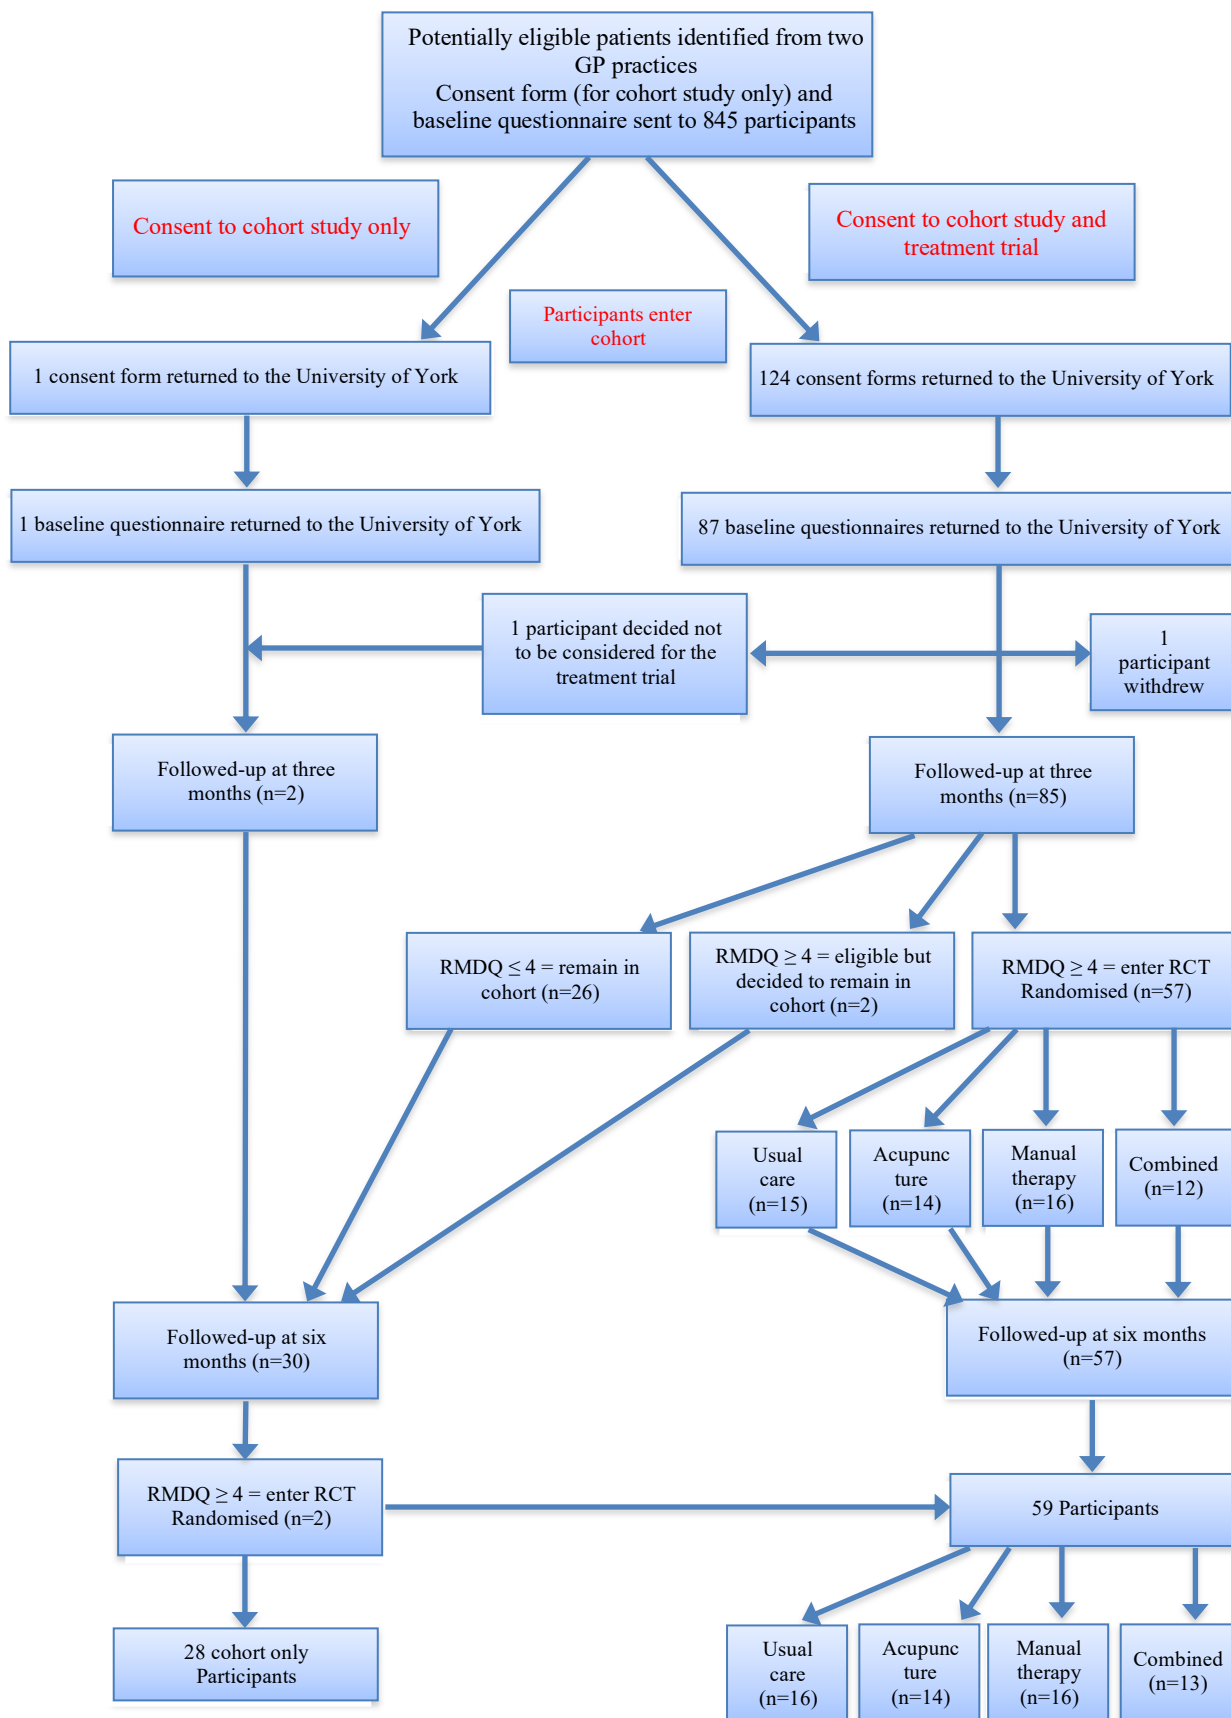 Potentially eligible patients identified from two
GP practices
Consent form (for cohort study only) and
baseline questionnaire sent to 845 participants
Consent to cohort study only
Consent to cohort study and
treatment trial
Participants enter
cohort
1 consent form returned to the University of York
124 consent forms returned to the University of York
1 baseline questionnaire returned to the University of York
87 baseline questionnaires returned to the University of York
1 participant decided not
to be considered for the
treatment trial
1
participant
withdrew
Followed-up at three
months (n=2)
Followed-up at three
months (n=85)
RMDQ ≤ 4 = remain in
cohort (n=26)
RMDQ ≥ 4 = eligible but
decided to remain in
cohort (n=2)
RMDQ ≥ 4 = enter RCT
Randomised (n=57)
Usual
care
(n=15)
Acupunc
ture
(n=14)
Manual
therapy
(n=16)
Combined
(n=12)
Followed-up at six
months (n=30)
Followed-up at six months
(n=57)
RMDQ ≥ 4 = enter RCT
Randomised (n=2)
59 Participants
28 cohort only
Participants
Usual
care
(n=16)
Acupunc
ture
(n=14)
Manual
therapy
(n=16)
Combined
(n=13)